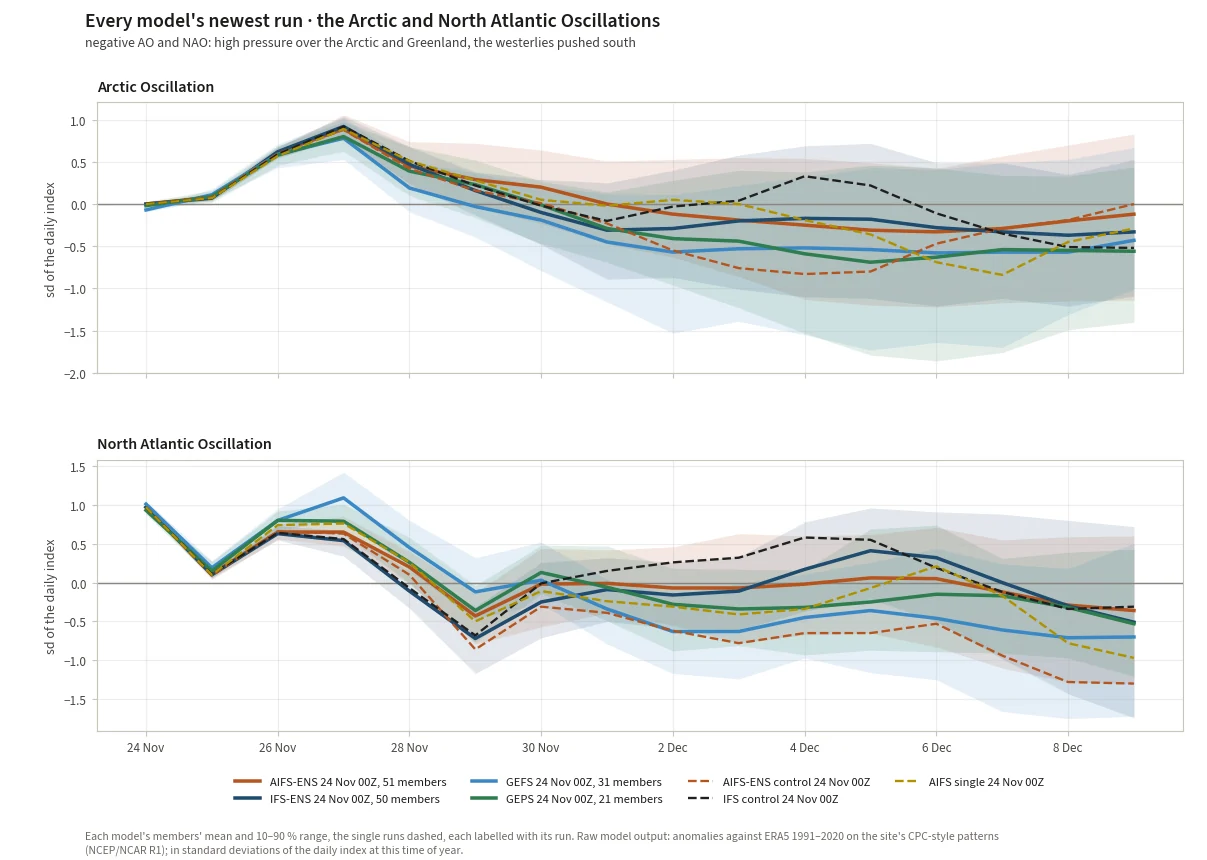 Every model's newest run · the Arctic and North Atlantic Oscillations
negative AO and NAO: high pressure over the Arctic and Greenland, the westerlies pushed south
Arctic Oscillation
sd of the daily index
1.0
0.5
0.0
−0.5
−1.0
−1.5
−2.0
North Atlantic Oscillation
sd of the daily index
1.5
1.0
0.5
0.0
−0.5
−1.0
−1.5
24 Nov 26 Nov 28 Nov 30 Nov 2 Dec 4 Dec 6 Dec 8 Dec
AIFS-ENS 24 Nov 00Z, 51 members GEFS 24 Nov 00Z, 31 members AIFS-ENS control 24 Nov 00Z AIFS single 24 Nov 00Z
IFS-ENS 24 Nov 00Z, 50 members GEPS 24 Nov 00Z, 21 members IFS control 24 Nov 00Z
Each model's members' mean and 10–90 % range, the single runs dashed, each labelled with its run. Raw model output: anomalies against ERA5 1991–2020 on the site's CPC-style patterns
(NCEP/NCAR R1); in standard deviations of the daily index at this time of year.